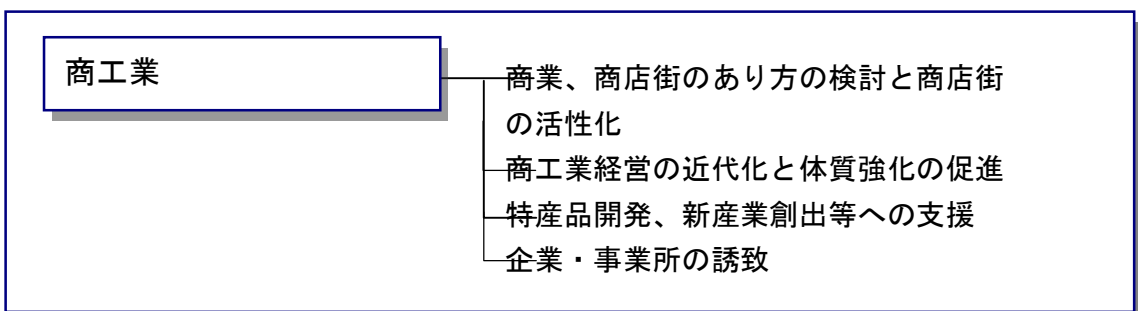 商工業
商業、商店街のあり方の検討と商店街
の活性化
商工業経営の近代化と体質強化の促進
特産品開発、新産業創出等への支援
企業・事業所の誘致